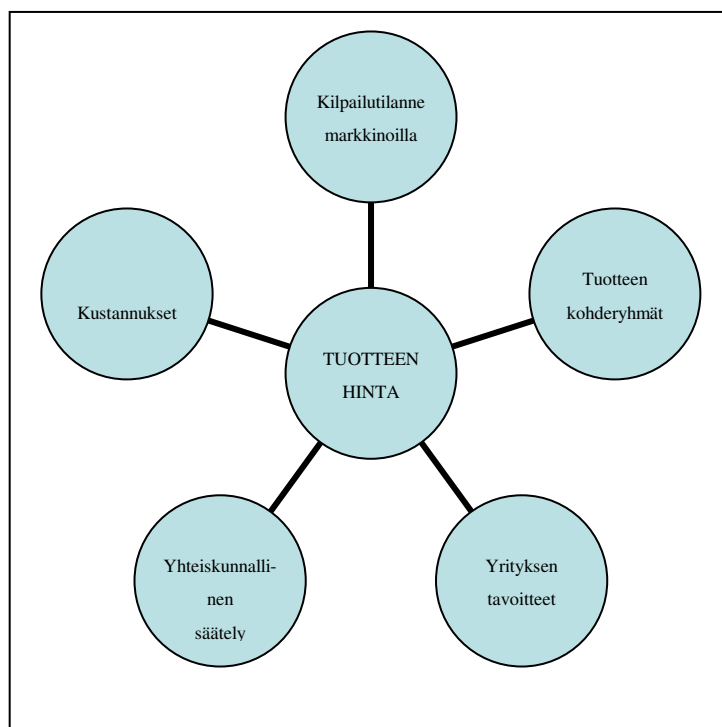 Kilpailutilanne
markkinoilla
Kustannukset
Tuotteen
kohderyhmät
TUOTTEEN
HINTA
Yhteiskunnalli-
nen
säätely
Yrityksen
tavoitteet